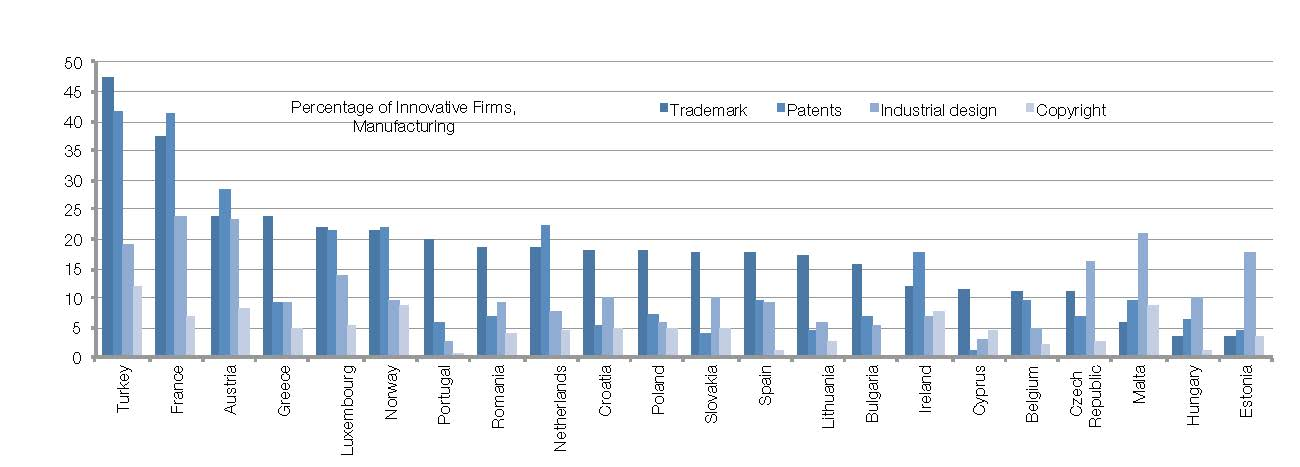 Percentage of Innovative Firms,
Manufacturing
Trademark Patents Industrial design Copyright
50
45
40
35
30
25
20
15
10
5
0
Turkey
France
Austria
Greece
Luxembourg
Norway
Portugal
Romania
Netherlands
Croatia
Poland
Slovakia
Spain
Lithuania
Bulgaria
Ireland
Cyprus
Belgium
Czech
Republic
Malta
Hungary
Estonia